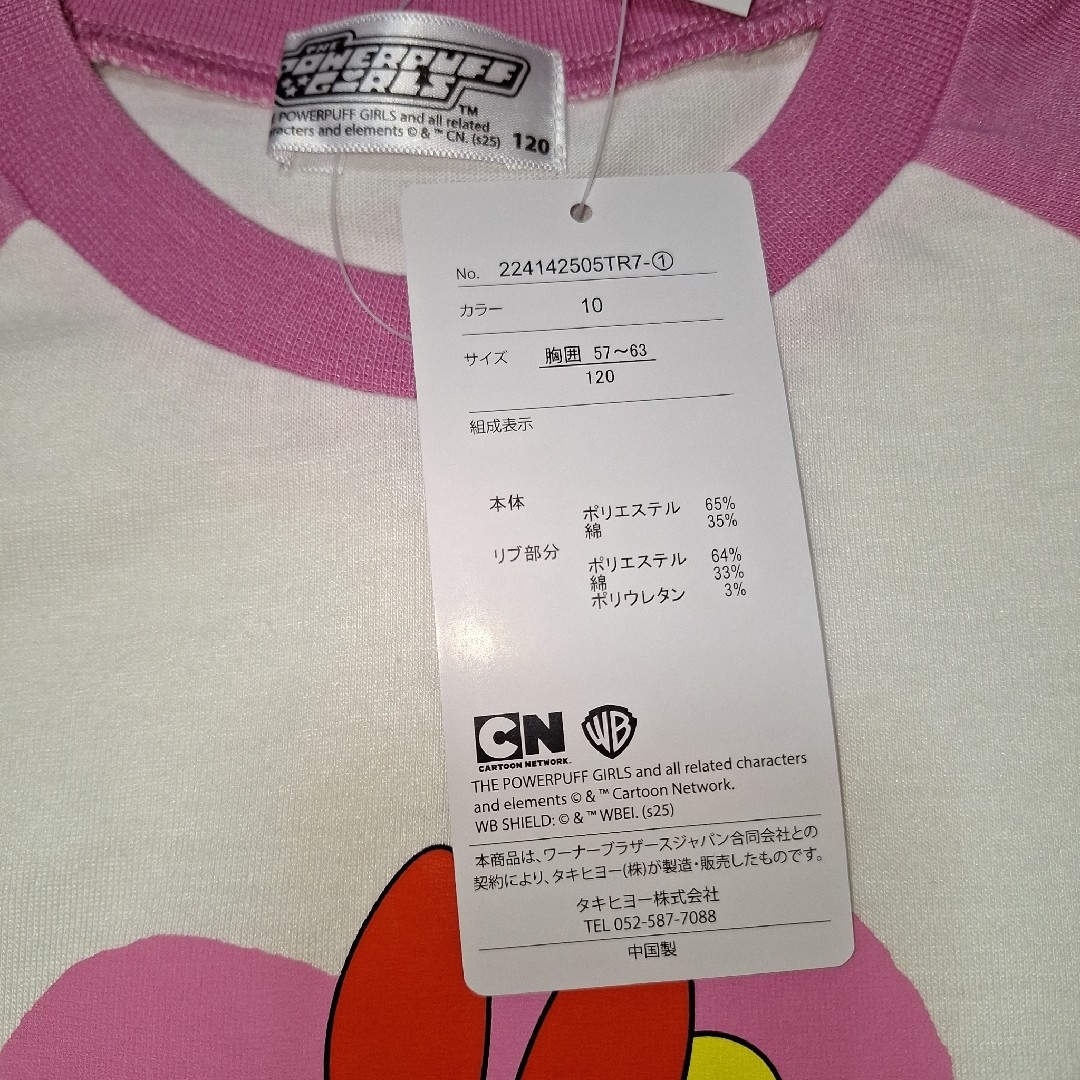 THE
POWERPUFF
GIRLS™
POWERPUFF GIRLS and all related
and elements © & ™ CN. (s25) 120
No. 224142505TR7-①
カラー 10
サイズ 胸囲 57～63
120
組成表示
本体 ポリエステル 65%
綿 35%
リブ部分 ポリエステル 64%
綿 33%
ポリウレタン 3%
CN WB
CARTOON NETWORK.
THE POWERPUFF GIRLS and all related characters
and elements © & ™ Cartoon Network.
WB SHIELD: © & ™ WBEI. (s25)
本商品は、ワーナーブラザースジャパン合同会社との
契約により、タキヒヨー(株)が製造・販売したものです。
タキヒヨー株式会社
TEL 052-587-7088
中国製